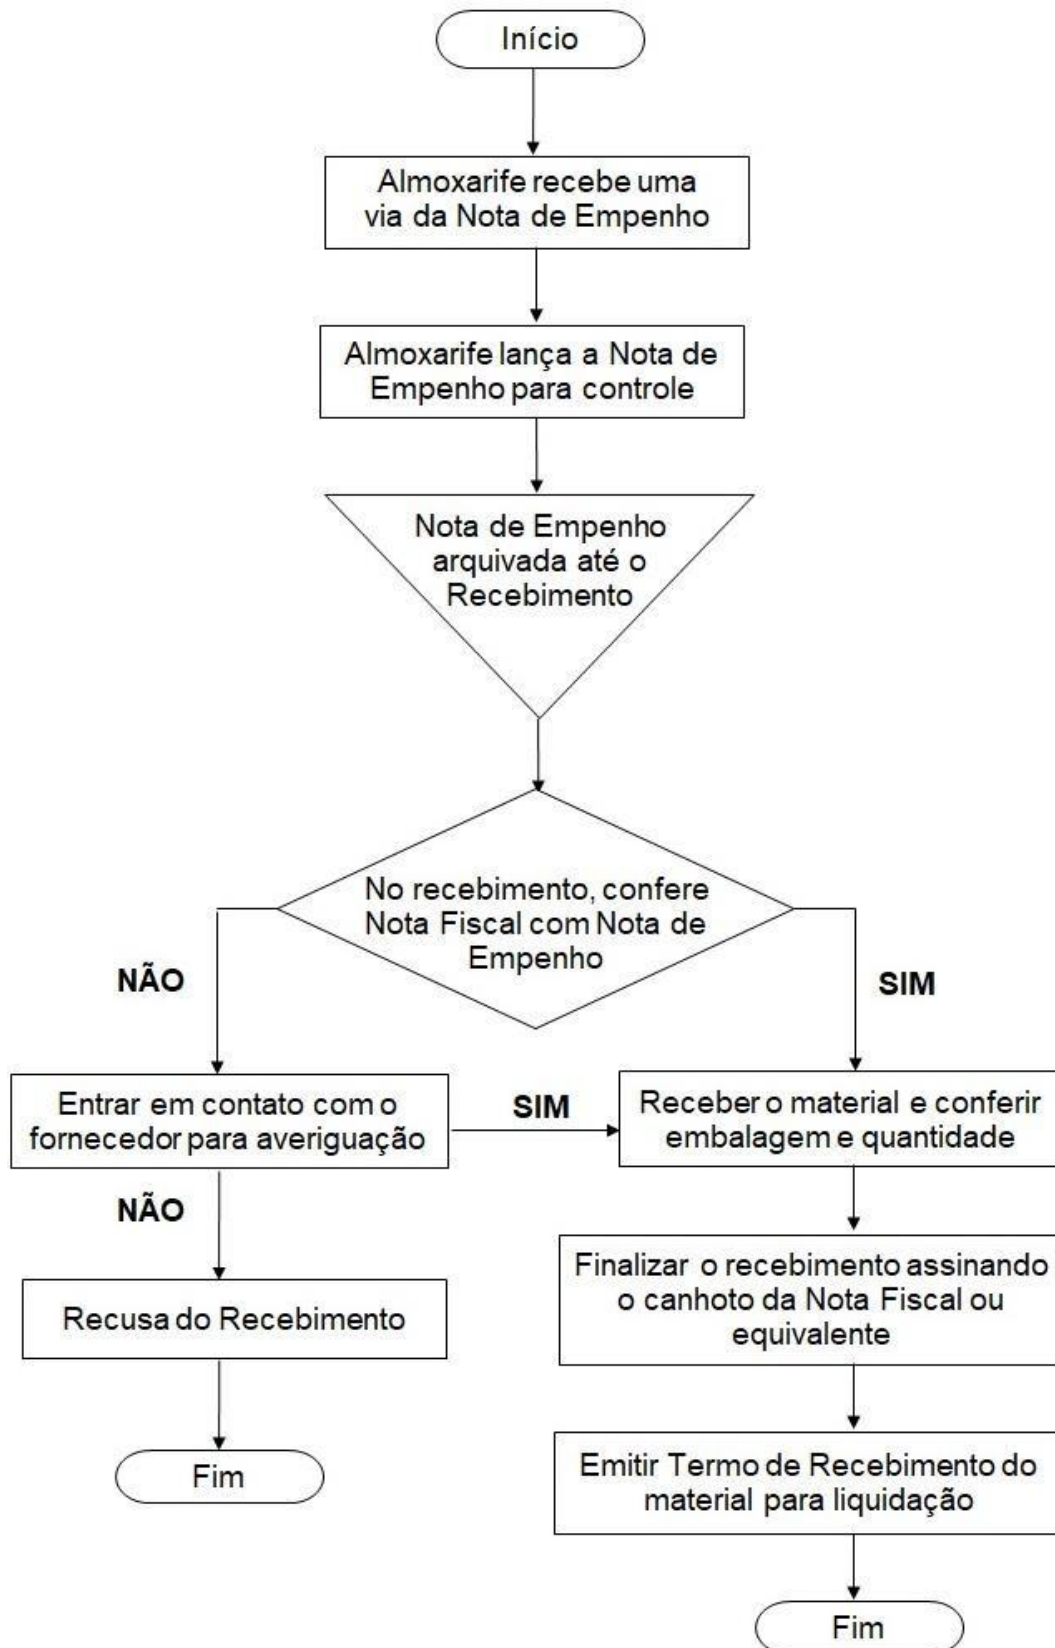 Início
Almoxarife recebe uma
via da Nota de Empenho
Almoxarife lança a Nota de
Empenho para controle
Nota de Empenho
arquivada até o
Recebimento
No recebimento, confere
Nota Fiscal com Nota de
Empenho
NÃO
SIM
Entrar em contato com o
fornecedor para averiguação
SIM
Receber o material e conferir
embalagem e quantidade
NÃO
Recusa do Recebimento
Finalizar o recebimento assinando
o canhoto da Nota Fiscal ou
equivalente
Fim
Emitir Termo de Recebimento do
material para liquidação
Fim